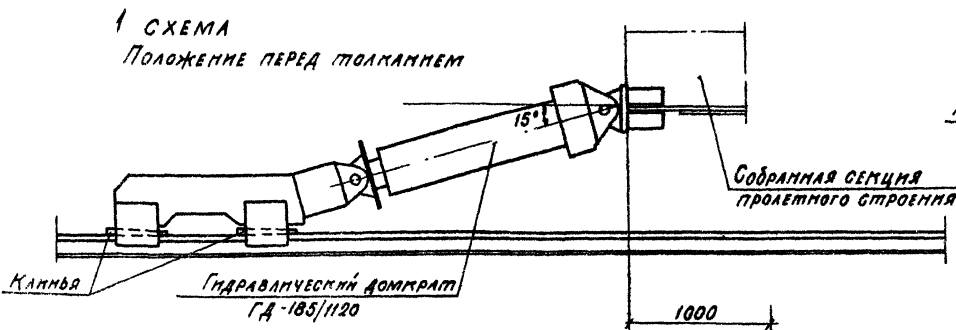 1 СХЕМА
Положение перед толканием
15°
Собранная секция
пролетного строения
Клинья
Гидравлический домкрат
ГД-185/1120
1000